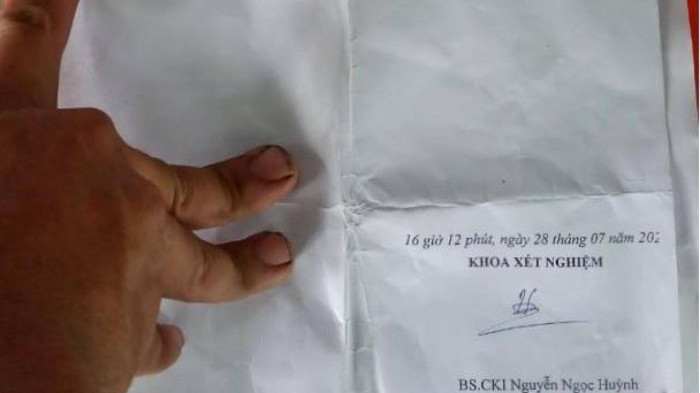 16 giờ 12 phút, ngày 28 tháng 07 năm 202
KHOA XÉT NGHIỆM
BS.CKI Nguyễn Ngọc Huỳnh